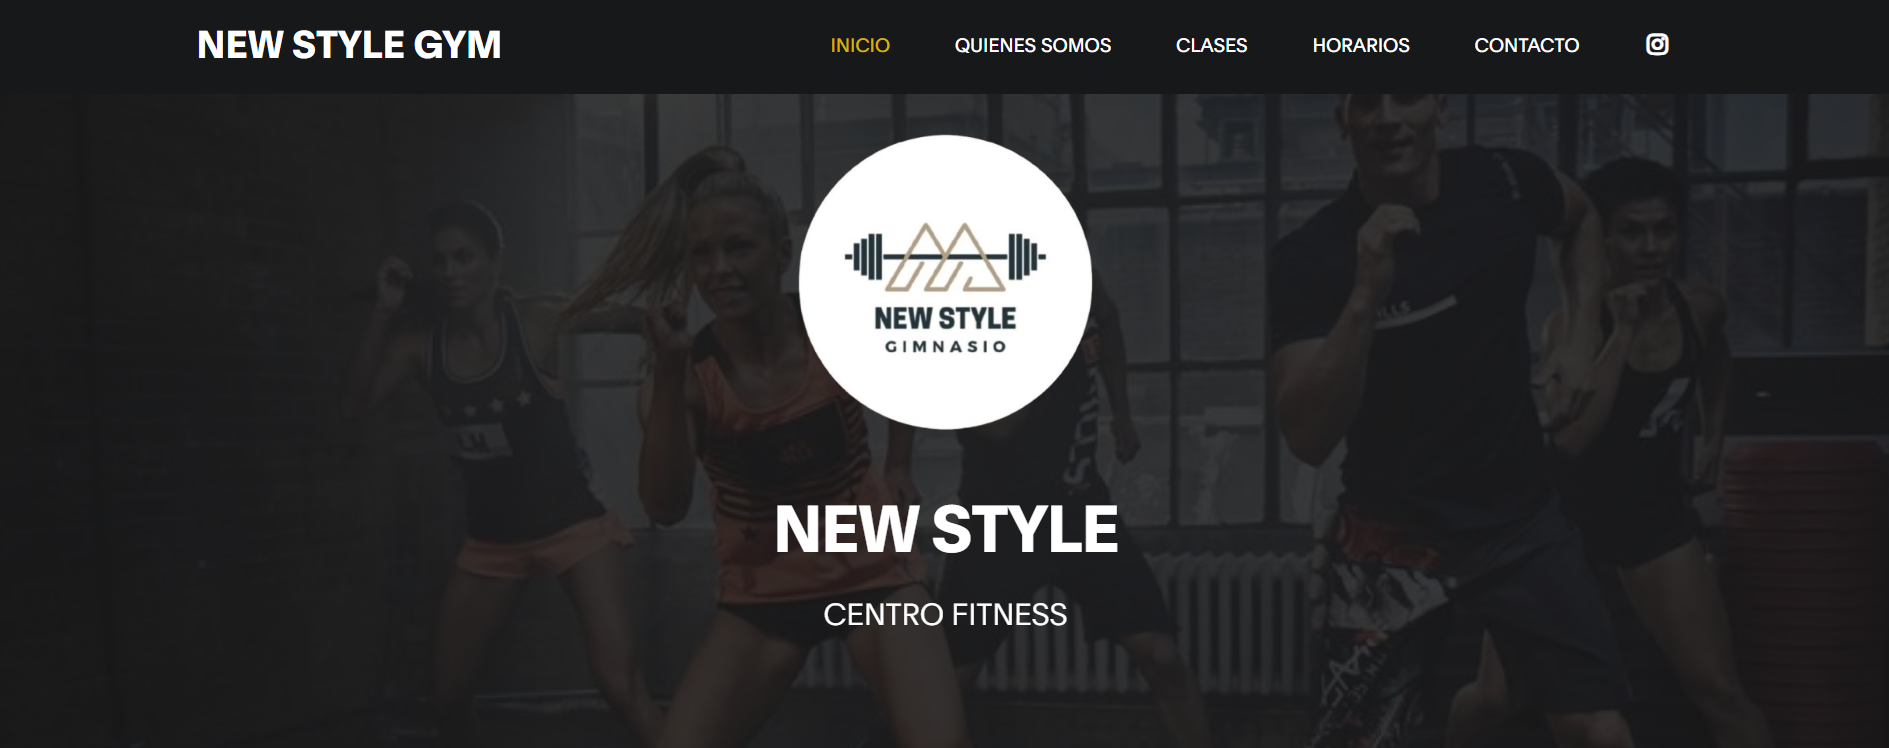 NEW STYLE GYM
INICIO QUIENES SOMOS CLASES HORARIOS CONTACTO
NEW STYLE
GIMNASIO
NEW STYLE
CENTRO FITNESS